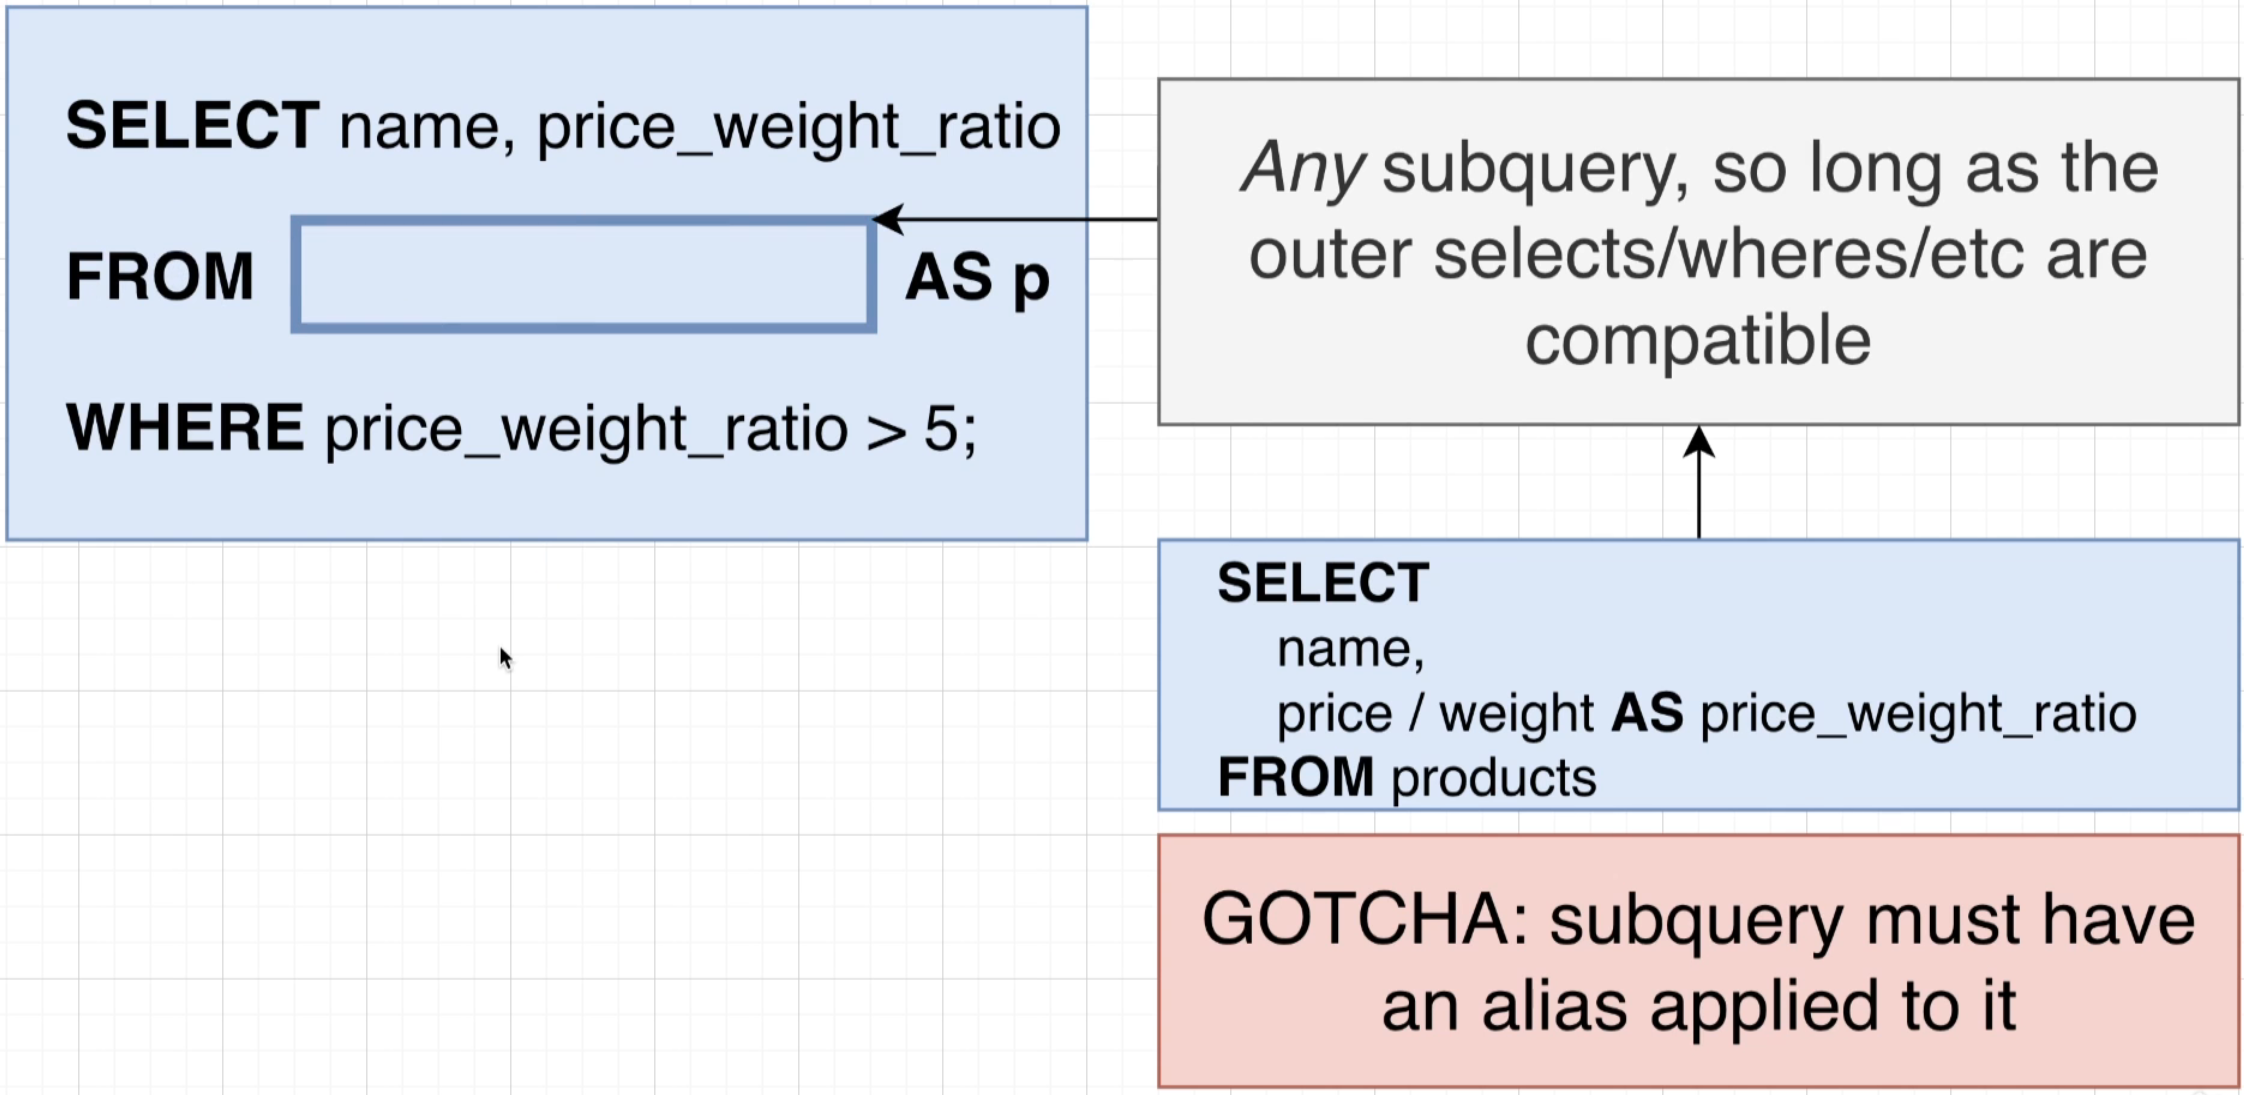 SELECT name, price_weight_ratio
FROM AS p
WHERE price_weight_ratio > 5;
Any subquery, so long as the
outer selects/wheres/etc are
compatible
SELECT
name,
price / weight AS price_weight_ratio
FROM products
GOTCHA: subquery must have
an alias applied to it